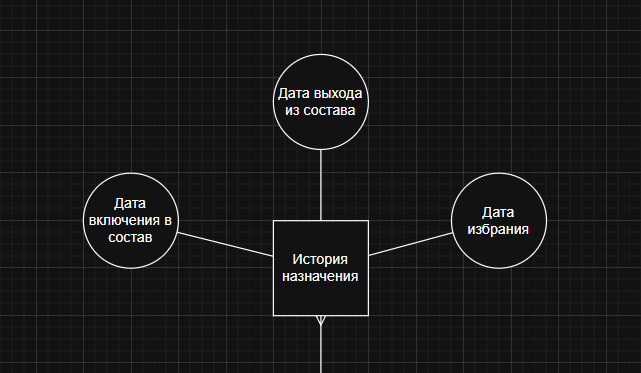 Дата выхода
из состава
Дата
включения в
состав
Дата
избрания
История
назначения